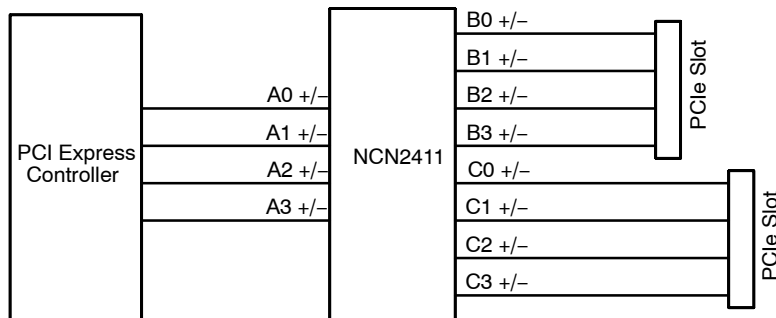 PCI Express
Controller
A0 +/−
A1 +/−
A2 +/−
A3 +/−
NCN2411
B0 +/−
B1 +/−
B2 +/−
B3 +/−
C0 +/−
C1 +/−
C2 +/−
C3 +/−
PCIe Slot
PCIe Slot